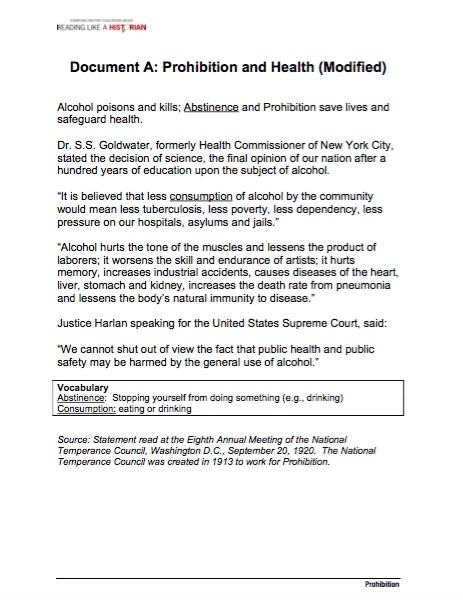 STANFORD HISTORY EDUCATION GROUP
READING LIKE A HISTORIAN
Document A: Prohibition and Health (Modified)
Alcohol poisons and kills; Abstinence and Prohibition save lives and
safeguard health.
Dr. S.S. Goldwater, formerly Health Commissioner of New York City,
stated the decision of science, the final opinion of our nation after a
hundred years of education upon the subject of alcohol.
“It is believed that less consumption of alcohol by the community
would mean less tuberculosis, less poverty, less dependency, less
pressure on our hospitals, asylums and jails.”
“Alcohol hurts the tone of the muscles and lessens the product of
laborers; it worsens the skill and endurance of artists; it hurts
memory, increases industrial accidents, causes diseases of the heart,
liver, stomach and kidney, increases the death rate from pneumonia
and lessens the body’s natural immunity to disease.”
Justice Harlan speaking for the United States Supreme Court, said:
“We cannot shut out of view the fact that public health and public
safety may be harmed by the general use of alcohol.”
Vocabulary
Abstinence: Stopping yourself from doing something (e.g., drinking)
Consumption: eating or drinking
Source: Statement read at the Eighth Annual Meeting of the National
Temperance Council, Washington D.C., September 20, 1920. The National
Temperance Council was created in 1913 to work for Prohibition.
Prohibition